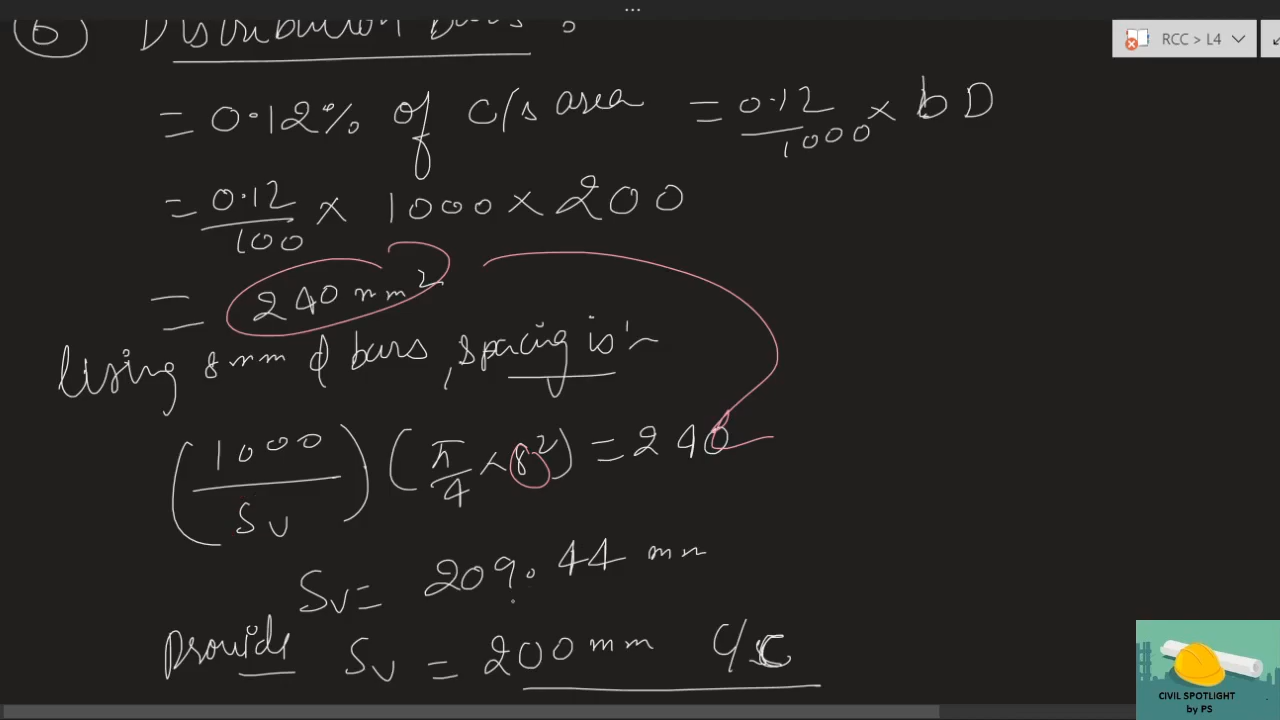 ...
RCC > L4
6 Distribution Bars :
= 0.12% of c/s area = 0.12/1000 × bD
= 0.12/100 × 1000 × 200
= 240 mm²
Using 8mm ϕ bars, spacing is :~
(1000/Sv) (π/4 × 8²) = 240
Sv = 209.44 mm
provide Sv = 200 mm c/c
CIVIL SPOTLIGHT
by PS